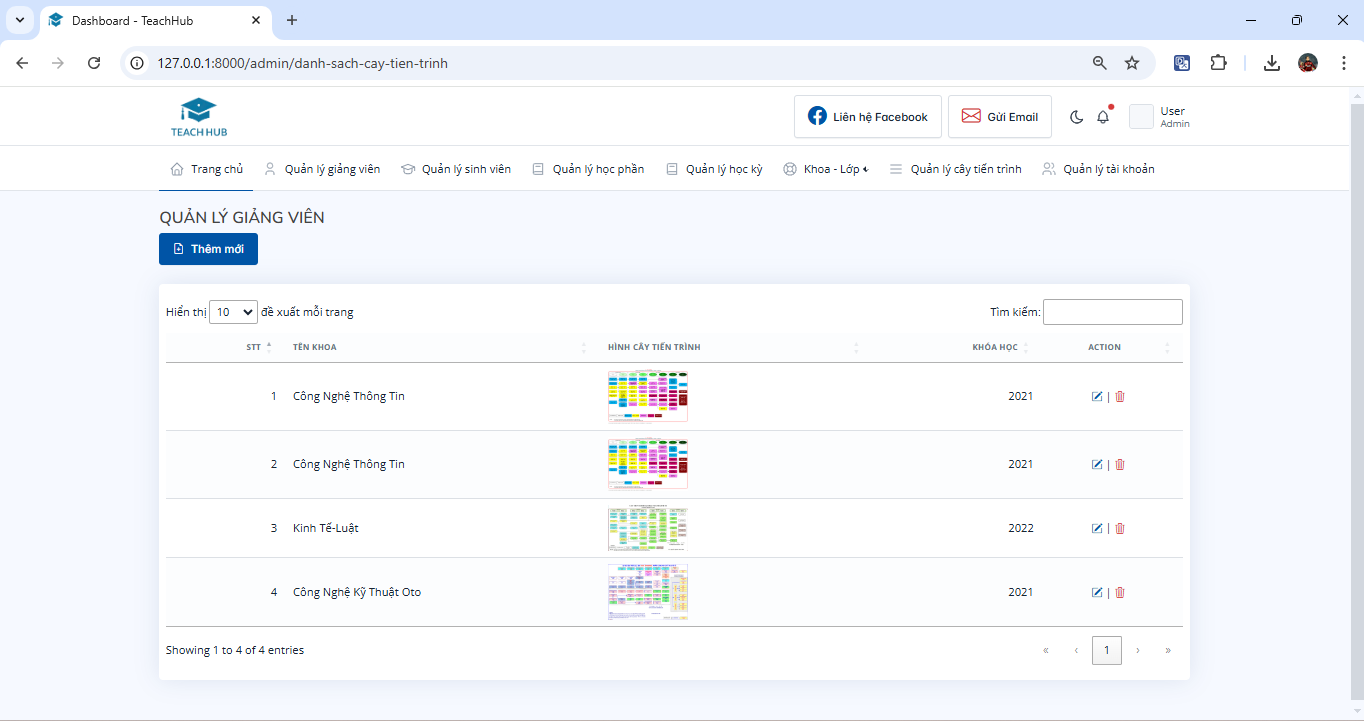 Dashboard - TeachHub
127.0.0.1:8000/admin/danh-sach-cay-tien-trinh
TEACH HUB
Liên hệ Facebook
Gửi Email
User
Admin
Trang chủ
Quản lý giảng viên
Quản lý sinh viên
Quản lý học phần
Quản lý học kỳ
Khoa - Lớp
Quản lý cây tiến trình
Quản lý tài khoản
QUẢN LÝ GIẢNG VIÊN
Thêm mới
Hiển thị 10 đề xuất mỗi trang
Tìm kiếm:
STT TÊN KHOA HÌNH CÂY TIẾN TRÌNH KHÓA HỌC ACTION
1 Công Nghệ Thông Tin 2021 |
2 Công Nghệ Thông Tin 2021 |
3 Kinh Tế-Luật 2022 |
4 Công Nghệ Kỹ Thuật Oto 2021 |
Showing 1 to 4 of 4 entries
« ‹ 1 › »